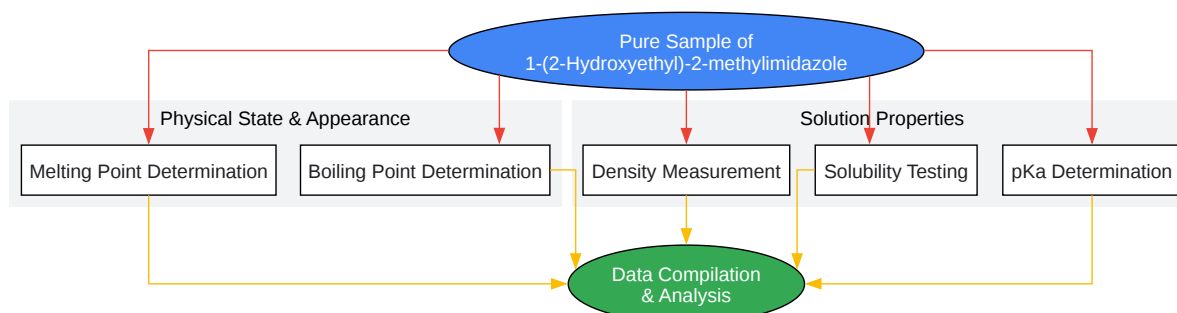 Pure Sample of
1-(2-Hydroxyethyl)-2-methylimidazole
Physical State & Appearance
Solution Properties
Melting Point Determination
Boiling Point Determination
Density Measurement
Solubility Testing
pKa Determination
Data Compilation
& Analysis